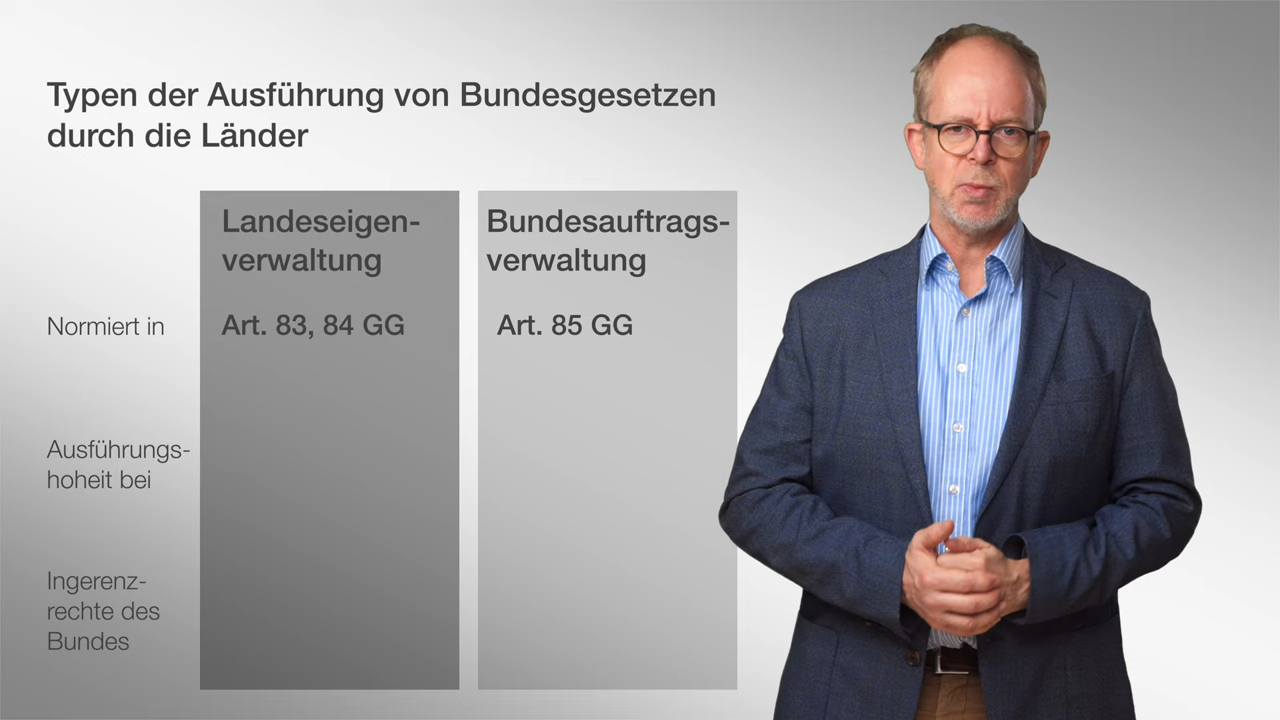 Typen der Ausführung von Bundesgesetzen
durch die Länder
Landeseigen-
verwaltung
Bundesauftrags-
verwaltung
Normiert in
Art. 83, 84 GG
Art. 85 GG
Ausführungs-
hoheit bei
Ingerenz-
rechte des
Bundes